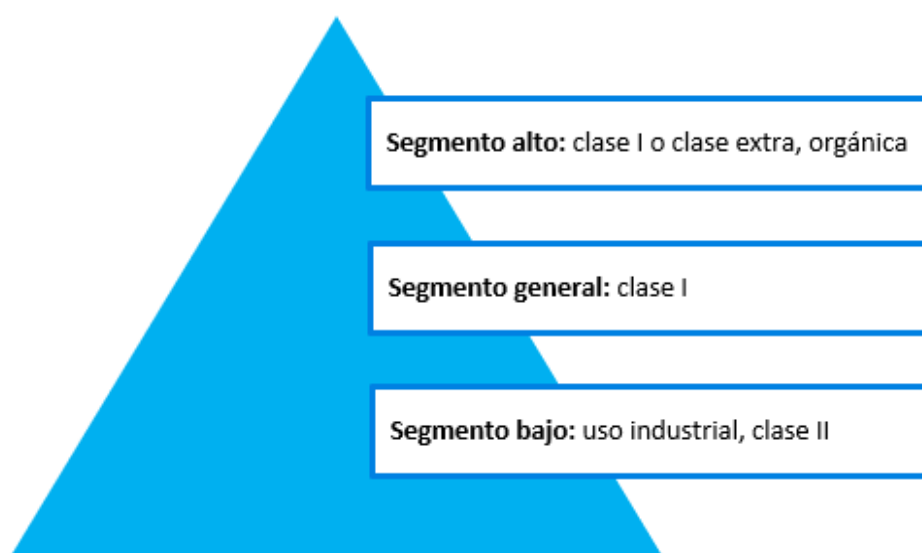 Segmento alto: clase I o clase extra, orgánica
Segmento general: clase I
Segmento bajo: uso industrial, clase II